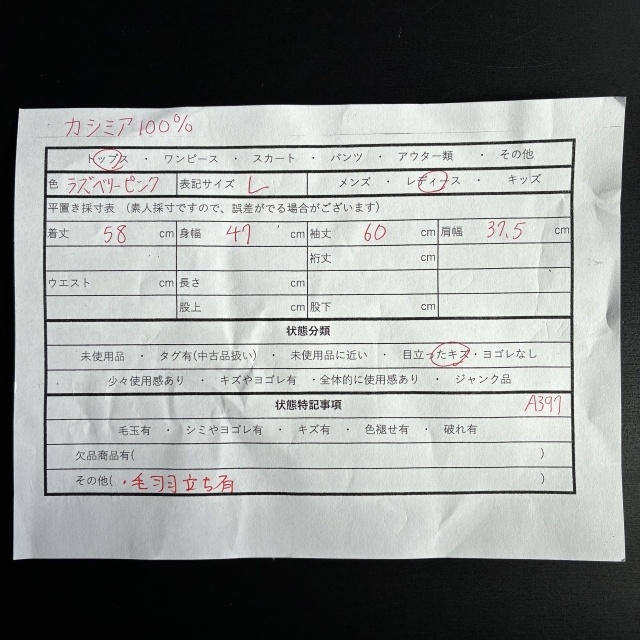 カシミア100%
トップス ・ ワンピース ・ スカート ・ パンツ ・ アウター類 ・ その他
色 ラズベリーピンク 表記サイズ L メンズ ・ レディース ・ キッズ
平置き採寸表 (素人採寸ですので、誤差がでる場合がございます)
着丈 58 cm 身幅 47 cm 袖丈 60 cm 肩幅 37.5 cm
裄丈 cm
ウエスト cm 長さ cm
股上 cm 股下 cm
状態分類
未使用品 ・ タグ有(中古品扱い) ・ 未使用品に近い ・ 目立ったキズ・ヨゴレなし
少々使用感あり ・ キズやヨゴレ有 ・全体的に使用感あり ・ ジャンク品
状態特記事項 A397
毛玉有 ・ シミやヨゴレ有 ・ キズ有 ・ 色褪せ有 ・ 破れ有
欠品商品有( )
その他( ・毛羽立ち有 )